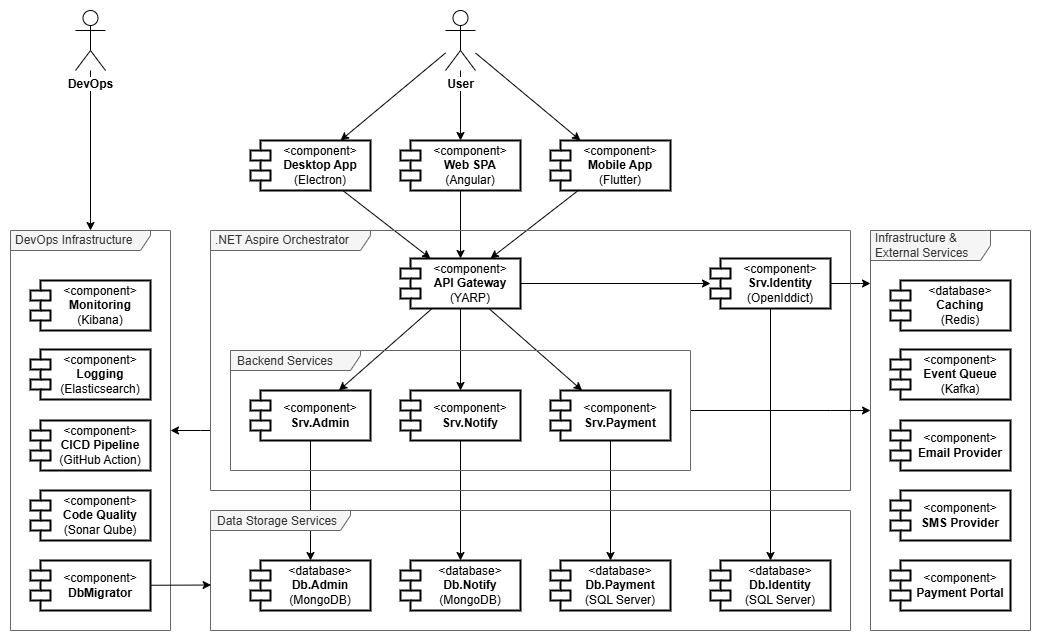 DevOps
User
<component>
Desktop App
(Electron)
<component>
Web SPA
(Angular)
<component>
Mobile App
(Flutter)
DevOps Infrastructure
<component>
Monitoring
(Kibana)
<component>
Logging
(Elasticsearch)
<component>
CICD Pipeline
(GitHub Action)
<component>
Code Quality
(Sonar Qube)
<component>
DbMigrator
.NET Aspire Orchestrator
<component>
API Gateway
(YARP)
<component>
Srv.Identity
(OpenIddict)
Backend Services
<component>
Srv.Admin
<component>
Srv.Notify
<component>
Srv.Payment
Data Storage Services
<database>
Db.Admin
(MongoDB)
<database>
Db.Notify
(MongoDB)
<database>
Db.Payment
(SQL Server)
<database>
Db.Identity
(SQL Server)
Infrastructure &
External Services
<database>
Caching
(Redis)
<component>
Event Queue
(Kafka)
<component>
Email Provider
<component>
SMS Provider
<component>
Payment Portal